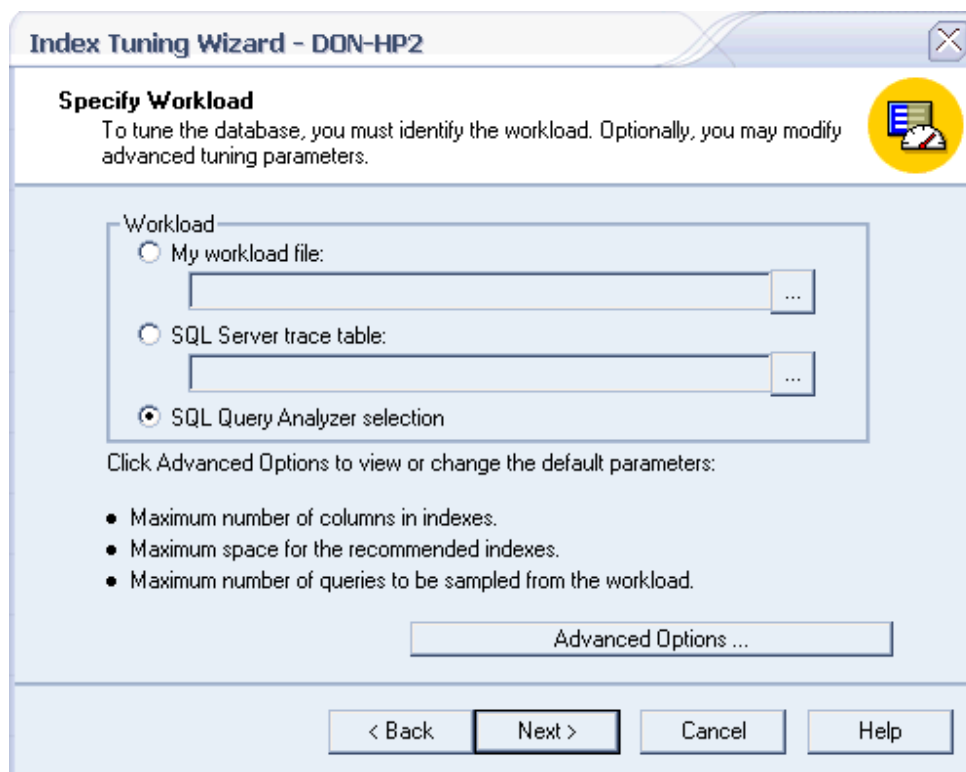 Index Tuning Wizard - DON-HP2
Specify Workload
To tune the database, you must identify the workload. Optionally, you may modify
advanced tuning parameters.
Workload
My workload file:
...
SQL Server trace table:
...
SQL Query Analyzer selection
Click Advanced Options to view or change the default parameters:
● Maximum number of columns in indexes.
● Maximum space for the recommended indexes.
● Maximum number of queries to be sampled from the workload.
Advanced Options ...
< Back Next > Cancel Help